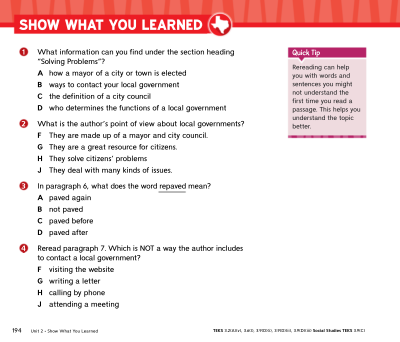 SHOW WHAT YOU LEARNED
1 What information can you find under the section heading
"Solving Problems"?
A how a mayor of a city or town is elected
B ways to contact your local government
C the definition of a city council
D who determines the functions of a local government
2 What is the author's point of view about local governments?
F They are made up of a mayor and city council.
G They are a great resource for citizens.
H They solve citizens' problems
J They deal with many kinds of issues.
3 In paragraph 6, what does the word repaved mean?
A paved again
B not paved
C paved before
D paved after
4 Reread paragraph 7. Which is NOT a way the author includes
to contact a local government?
F visiting the website
G writing a letter
H calling by phone
J attending a meeting
Quick Tip
Rereading can help
you with words and
sentences you might
not understand the
first time you read a
passage. This helps you
understand the topic
better.
194 Unit 2 • Show What You Learned
TEKS Social Studies TEKS